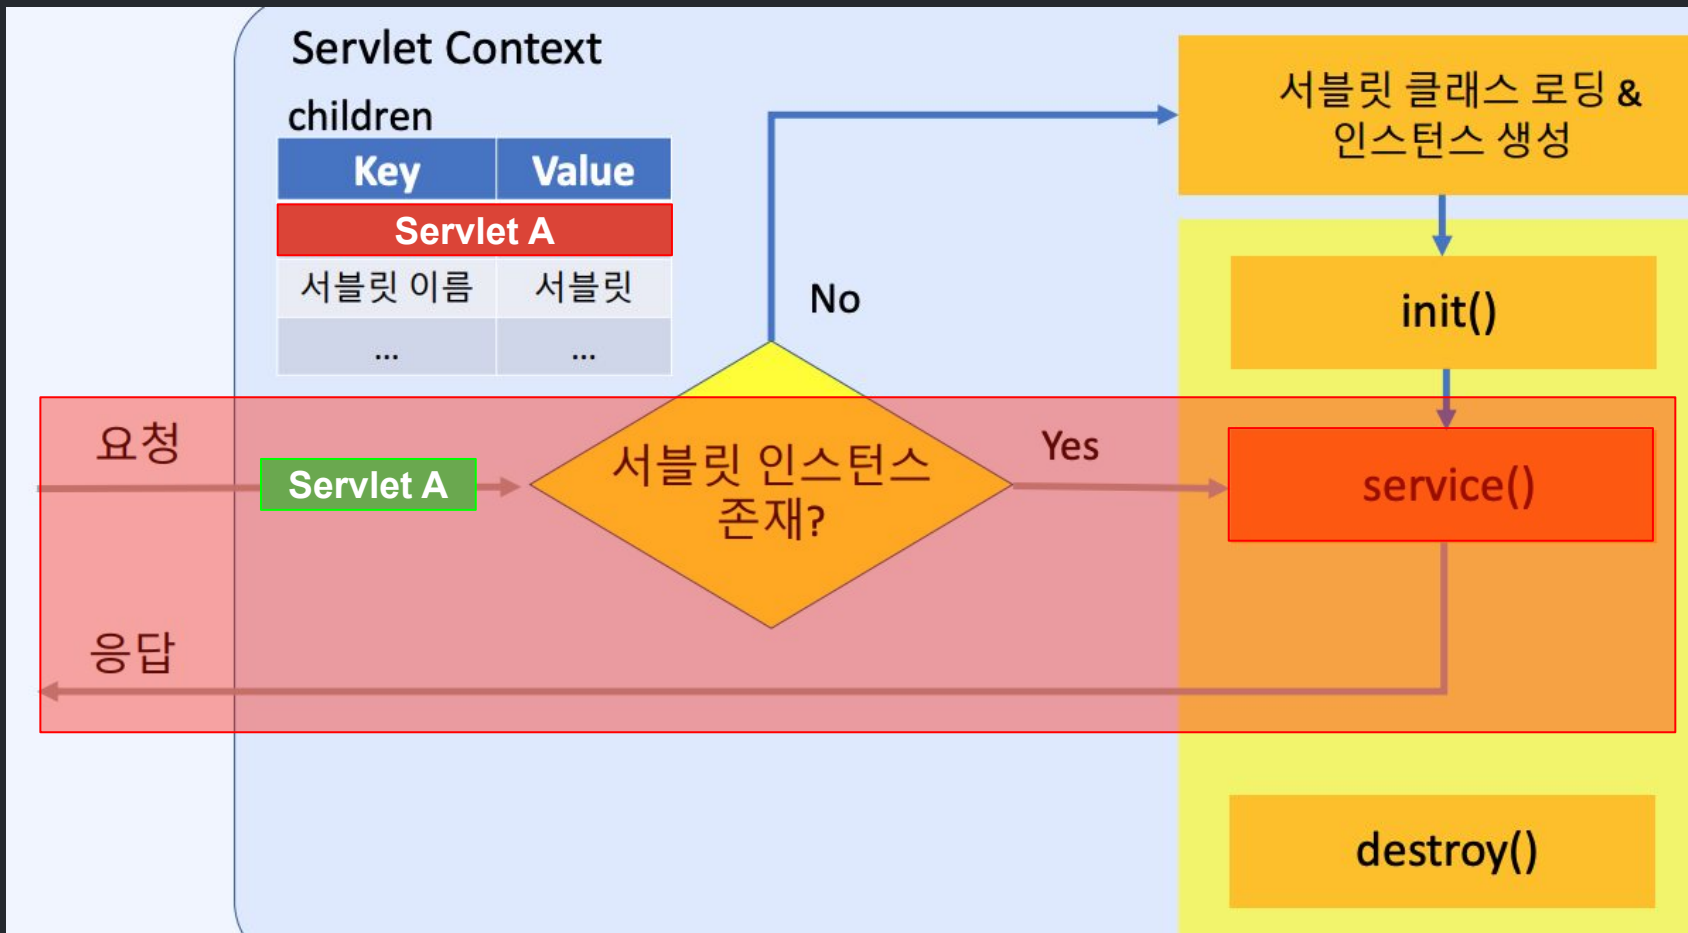 Servlet Context
children
Key Value
Servlet A
서블릿 이름 서블릿
... ...
서블릿 클래스 로딩 &
인스턴스 생성
No
init()
요청
Servlet A
서블릿 인스턴스
존재?
Yes
service()
응답
destroy()